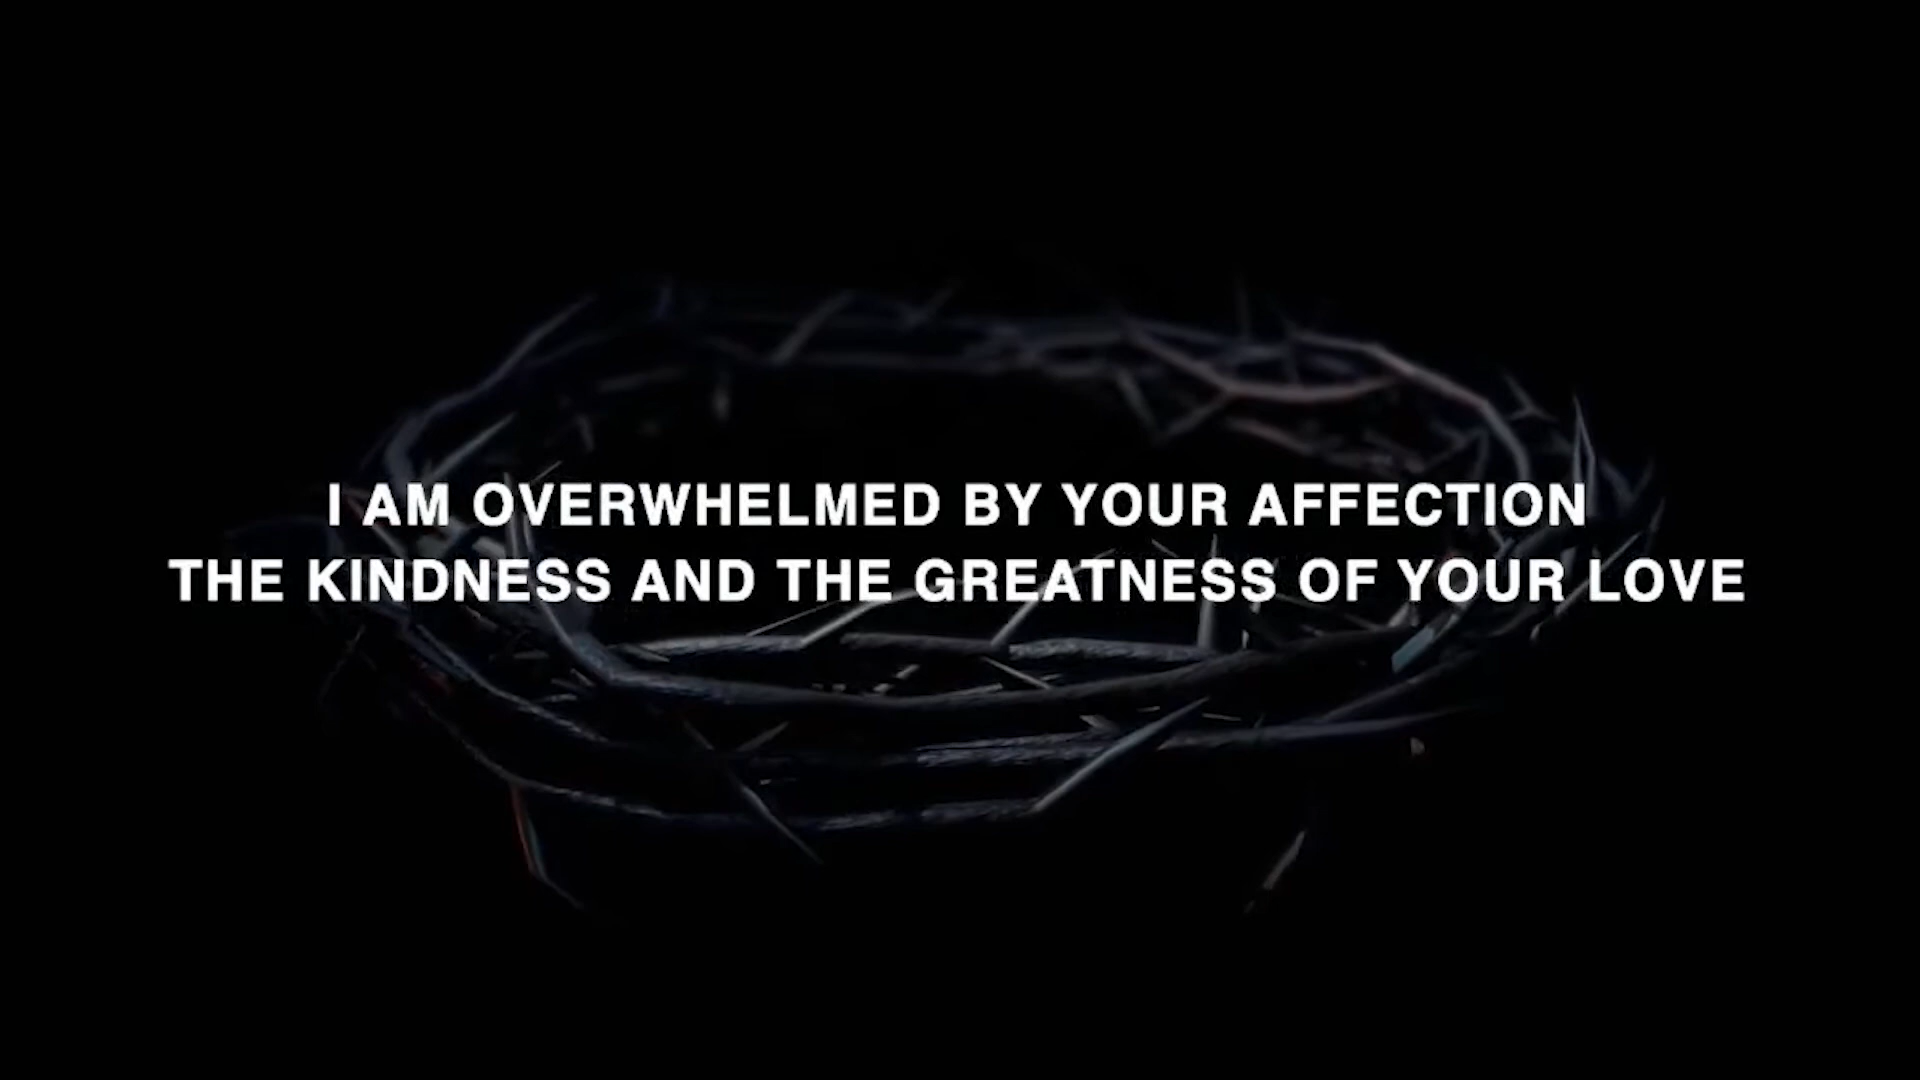 I AM OVERWHELMED BY YOUR AFFECTION
THE KINDNESS AND THE GREATNESS OF YOUR LOVE